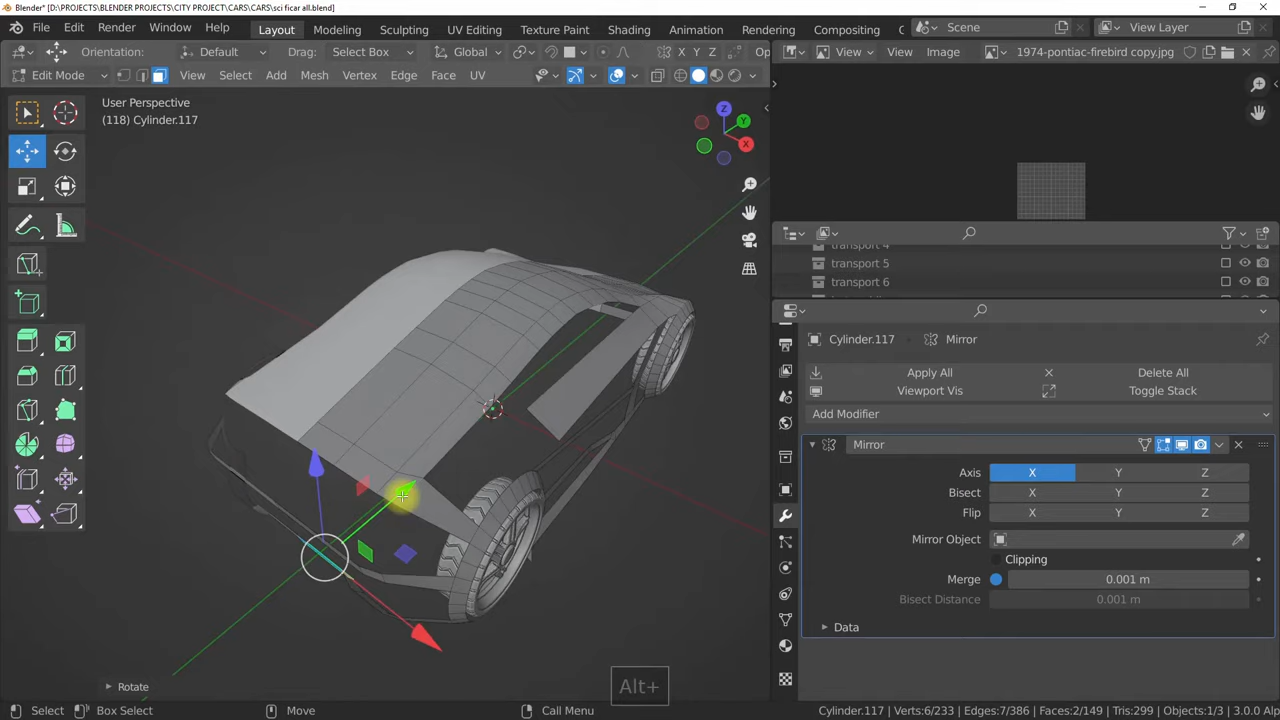 Blender* [D:\PROJECTS\BLENDER PROJECTS\CITY PROJECT\CARS\CARS\sci ficar all.blend]
File Edit Render Window Help Layout Modeling Sculpting UV Editing Texture Paint Shading Animation Rendering Compositing Scene ViewLayer
Orientation: Default Drag: Select Box Global X Y Z Op View View Image 1974-pontiac-firebird copy.jpg
Edit Mode View Select Add Mesh Vertex Edge Face UV
User Perspective
(118) Cylinder.117
Z
Y
X
transport 4
transport 5
transport 6
Cylinder.117 Mirror
Apply All Delete All
Viewport Vis Toggle Stack
Add Modifier
Mirror
Axis X Y Z
Bisect X Y Z
Flip X Y Z
Mirror Object
Clipping
Merge 0.001 m
Bisect Distance 0.001 m
Data
Rotate
Alt+
Select Box Select Move Call Menu Cylinder.117 | Verts:6/233 | Edges:7/386 | Faces:2/149 | Tris:299 | Objects:1/3 | 3.0.0 Al